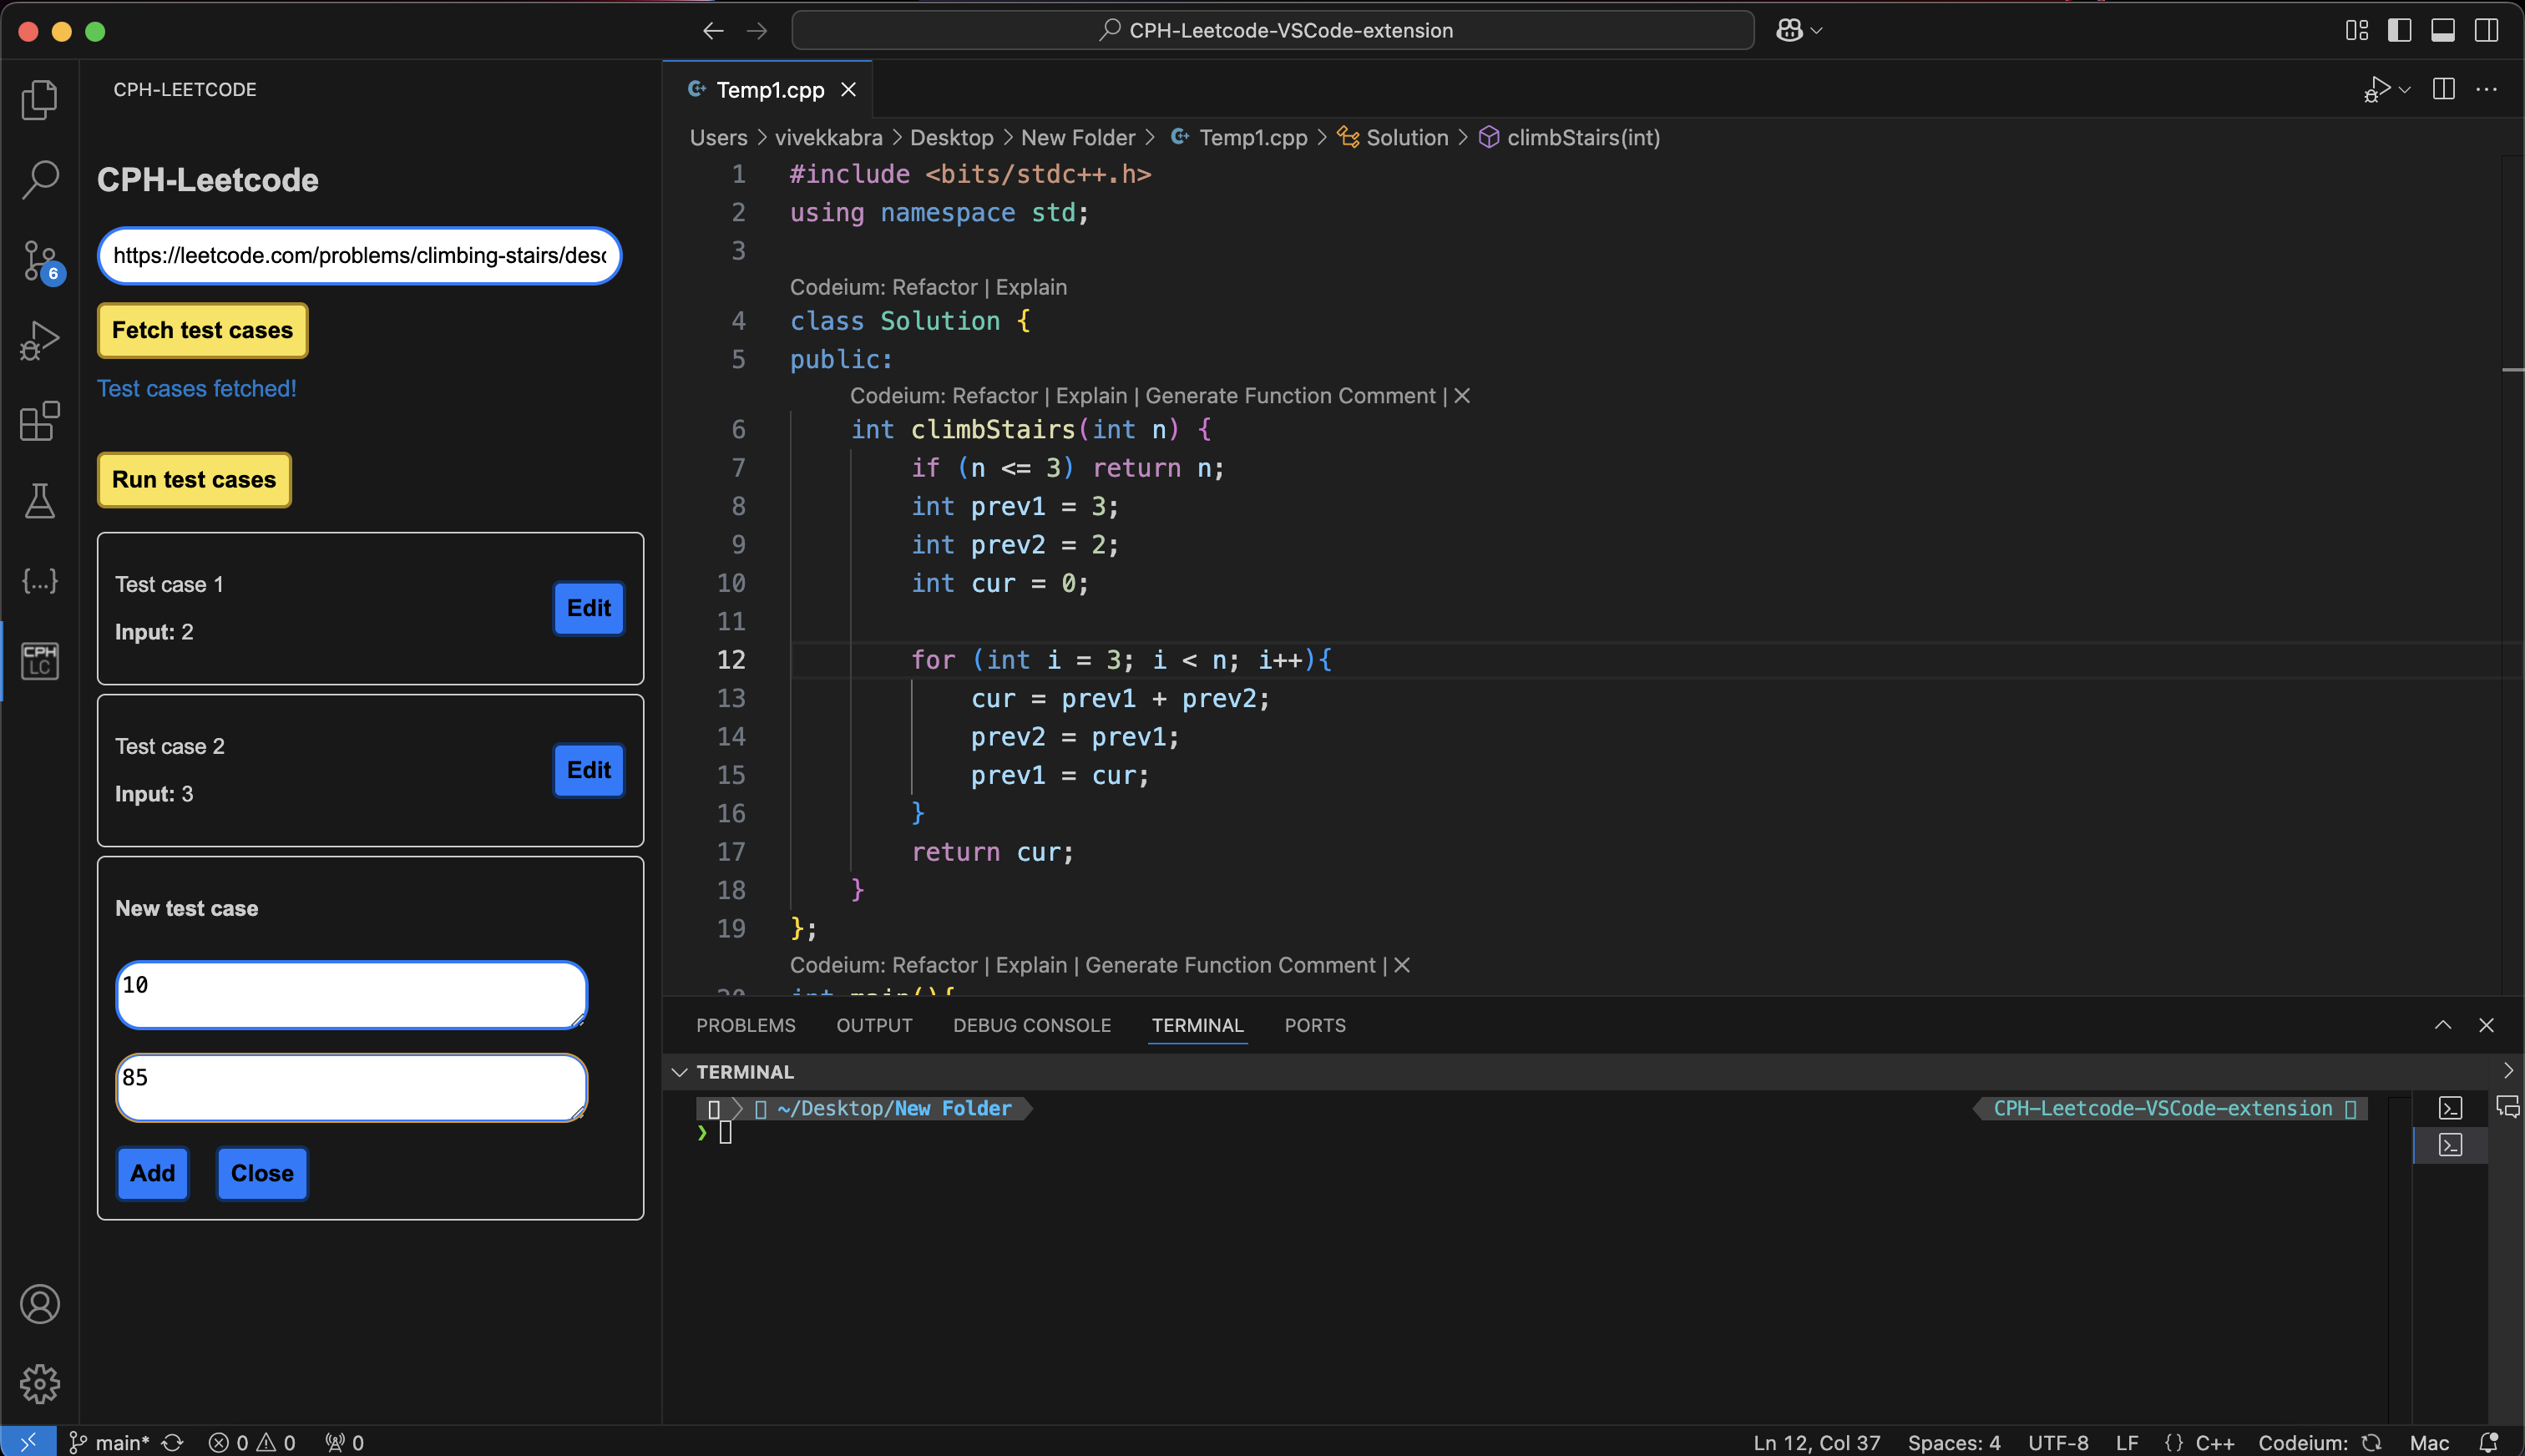 CPH-Leetcode-VSCode-extension
CPH-LEETCODE
CPH-Leetcode
https://leetcode.com/problems/climbing-stairs/desc
Fetch test cases
Test cases fetched!
Run test cases
Test case 1
Input: 2
Edit
Test case 2
Input: 3
Edit
New test case
10
85
Add Close
6
{...}
CPH
LC
Temp1.cpp
Users > vivekkabra > Desktop > New Folder > Temp1.cpp > Solution > climbStairs(int)
1 #include <bits/stdc++.h>
2 using namespace std;
3
Codeium: Refactor | Explain
4 class Solution {
5 public:
Codeium: Refactor | Explain | Generate Function Comment | X
6 int climbStairs(int n) {
7 if (n <= 3) return n;
8 int prev1 = 3;
9 int prev2 = 2;
10 int cur = 0;
11
12 for (int i = 3; i < n; i++){
13 cur = prev1 + prev2;
14 prev2 = prev1;
15 prev1 = cur;
16 }
17 return cur;
18 }
19 };
Codeium: Refactor | Explain | Generate Function Comment | X
20 int main(){
PROBLEMS OUTPUT DEBUG CONSOLE TERMINAL PORTS
TERMINAL
~/Desktop/New Folder CPH-Leetcode-VSCode-extension
❯
main* 0 0 0 Ln 12, Col 37 Spaces: 4 UTF-8 LF {} C++ Codeium: Mac